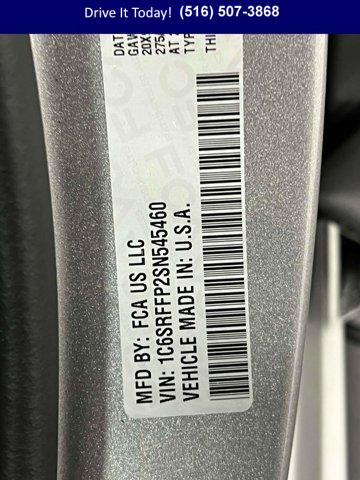 Drive It Today! (516) 507-3868
MFD BY: FCA US LLC
VIN: 1C6SRFFP2SN545460
VEHICLE MADE IN: U.S.A.